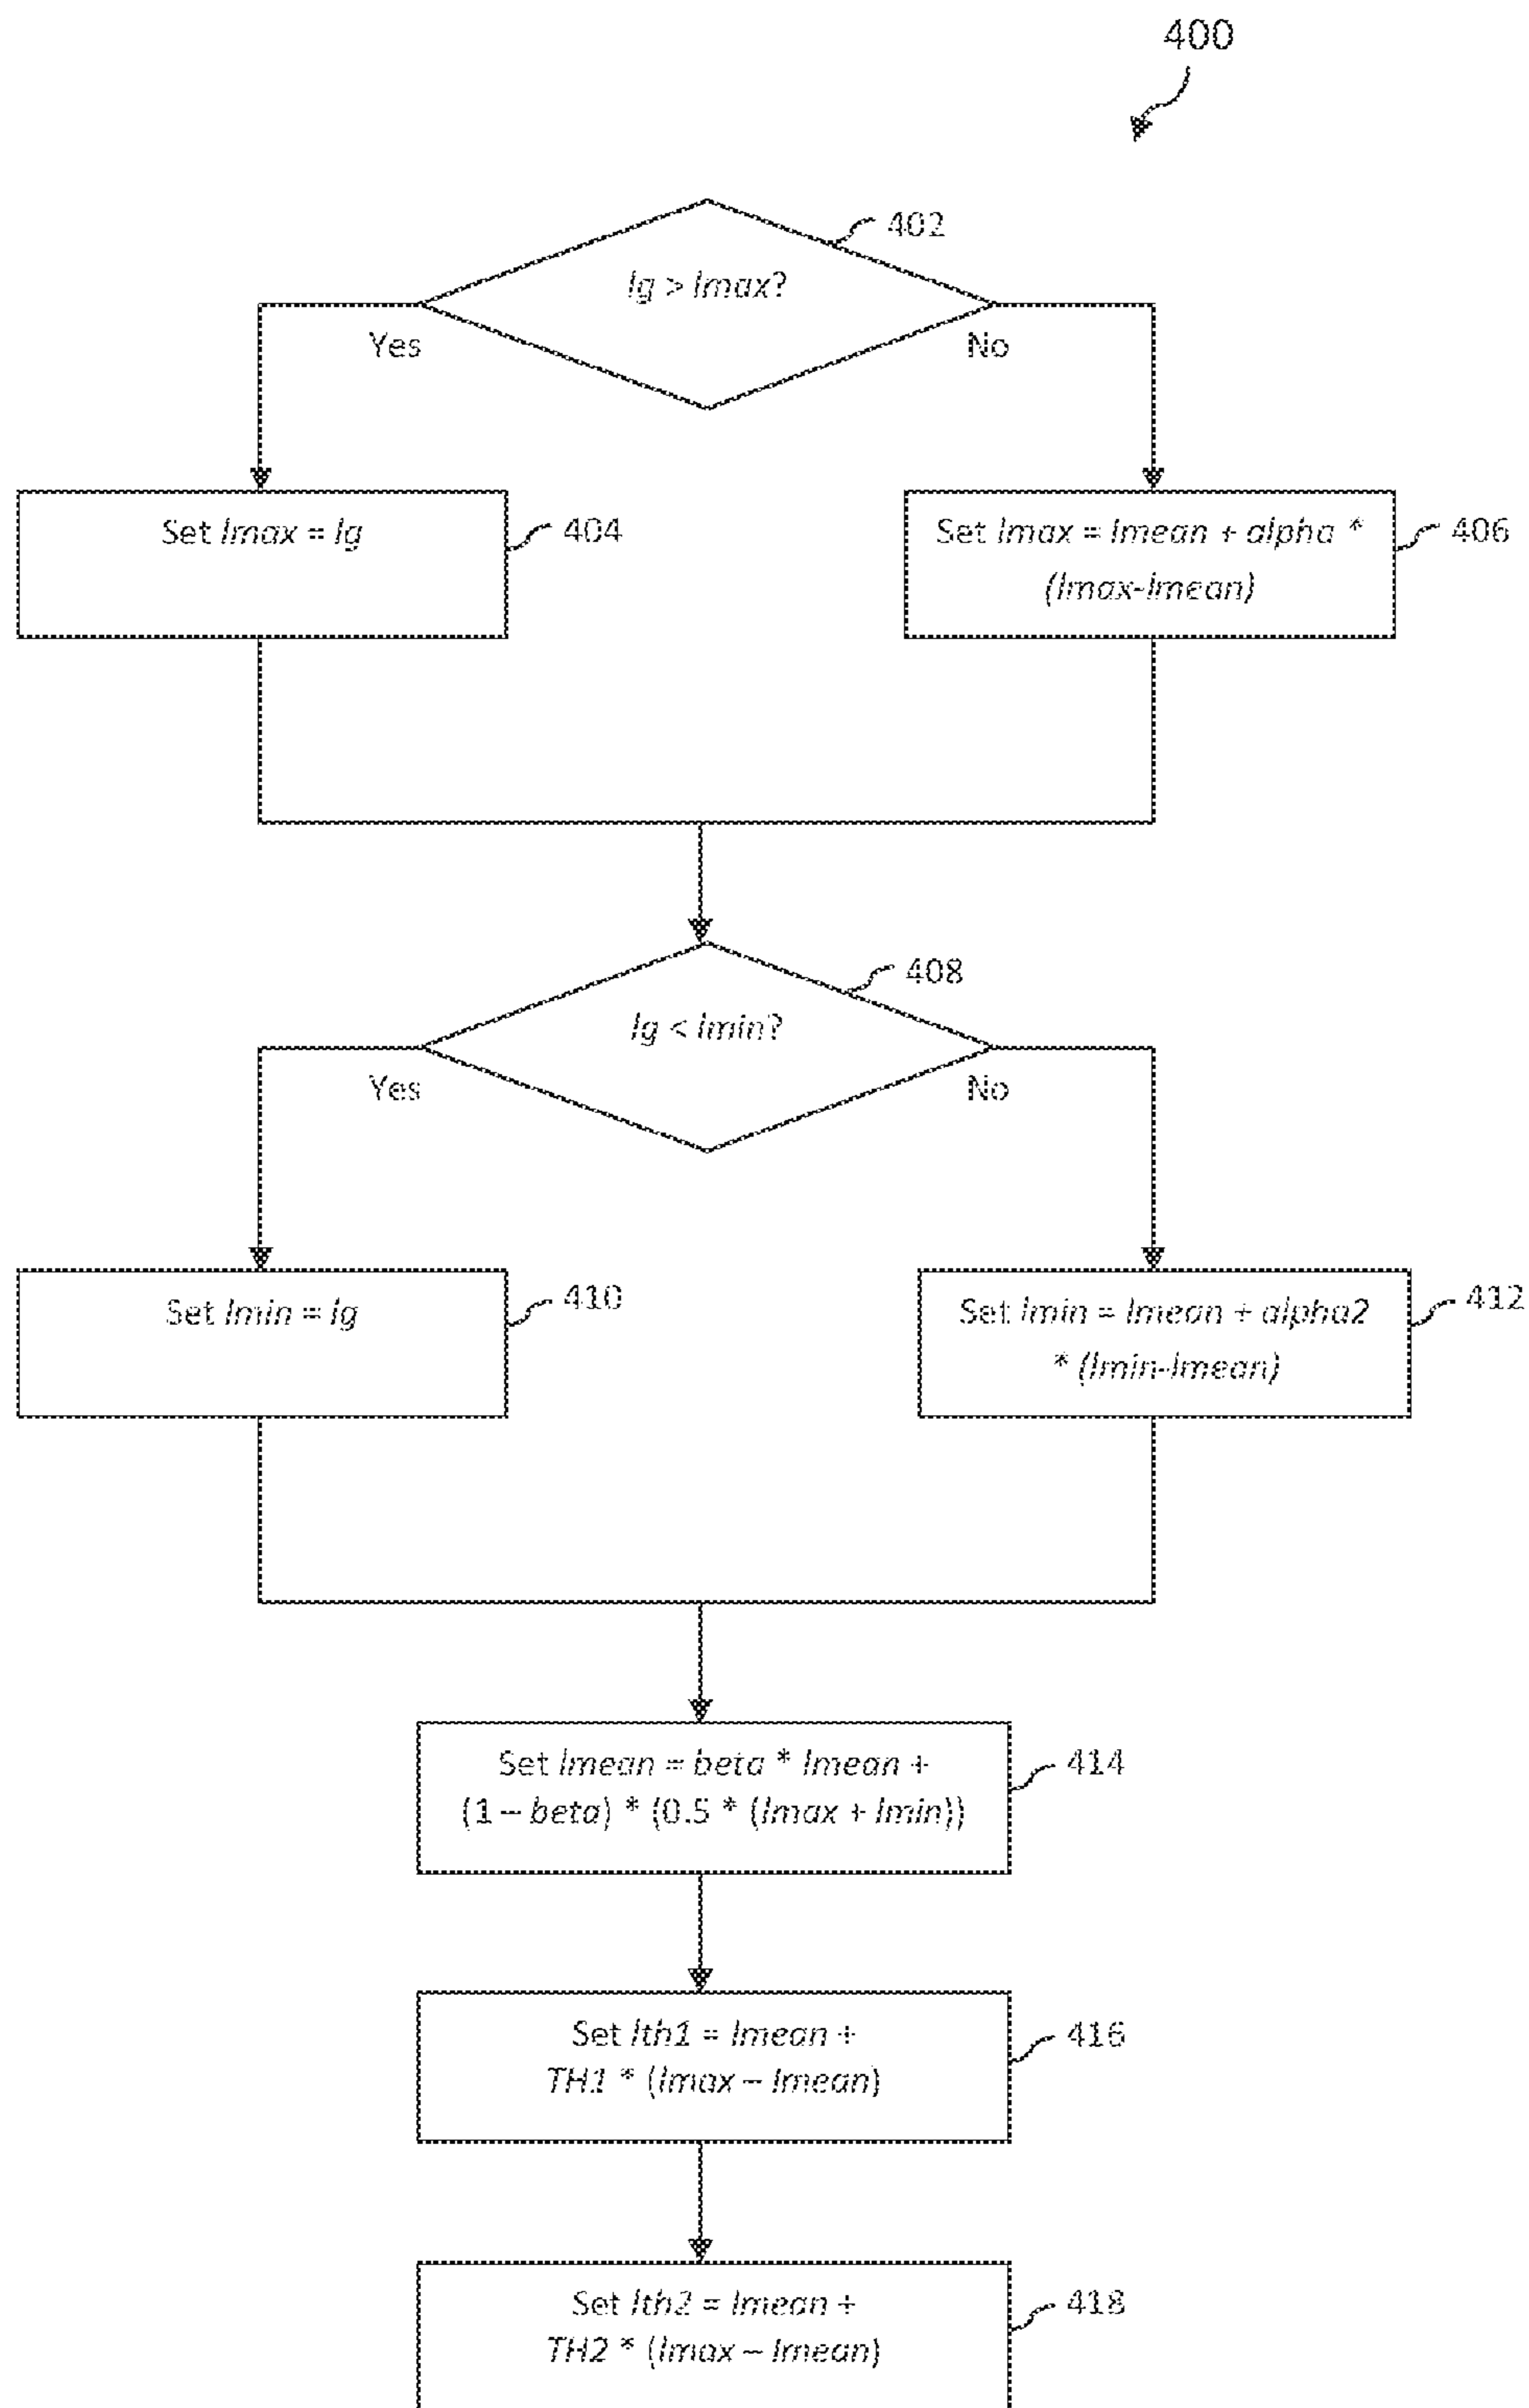 400
402
Ig > Imax?
Yes
No
Set Imax = Ig
404
Set Imax = Imean + alpha *
(Imax-Imean)
406
408
Ig < Imin?
Yes
No
Set Imin = Ig
410
Set Imin = Imean + alpha2
* (Imin-Imean)
412
Set Imean = beta * Imean +
(1 – beta) * (0.5 * (Imax + Imin))
414
Set Ith1 = Imean +
TH1 * (Imax – Imean)
416
Set Ith2 = Imean +
TH2 * (Imax – Imean)
418